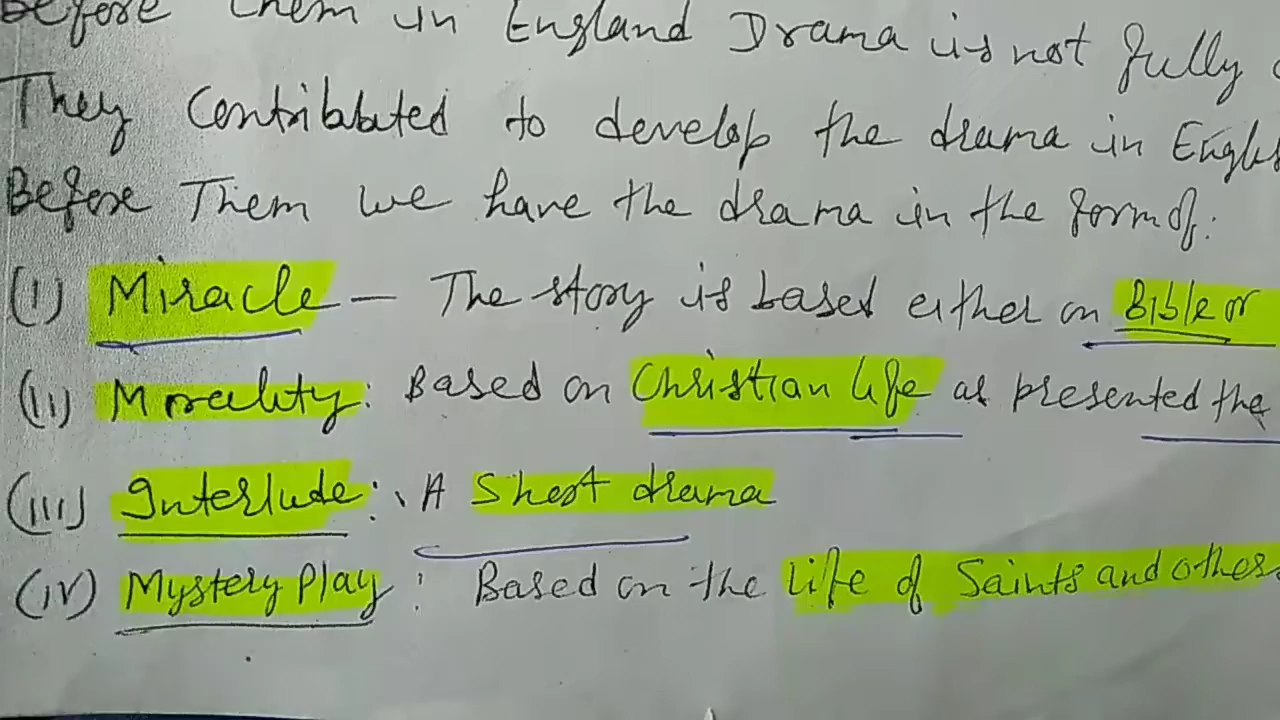 Before them in England Drama is not fully
They Contributed to develop the drama in
Before Them we have the drama in the form of:
(I) Miracle – The story is based either on Bible or
(II) Morality: Based on Christian life as presented the
(III) Interlude: A Short drama
(IV) Mystery Play: Based on the life of Saints and other